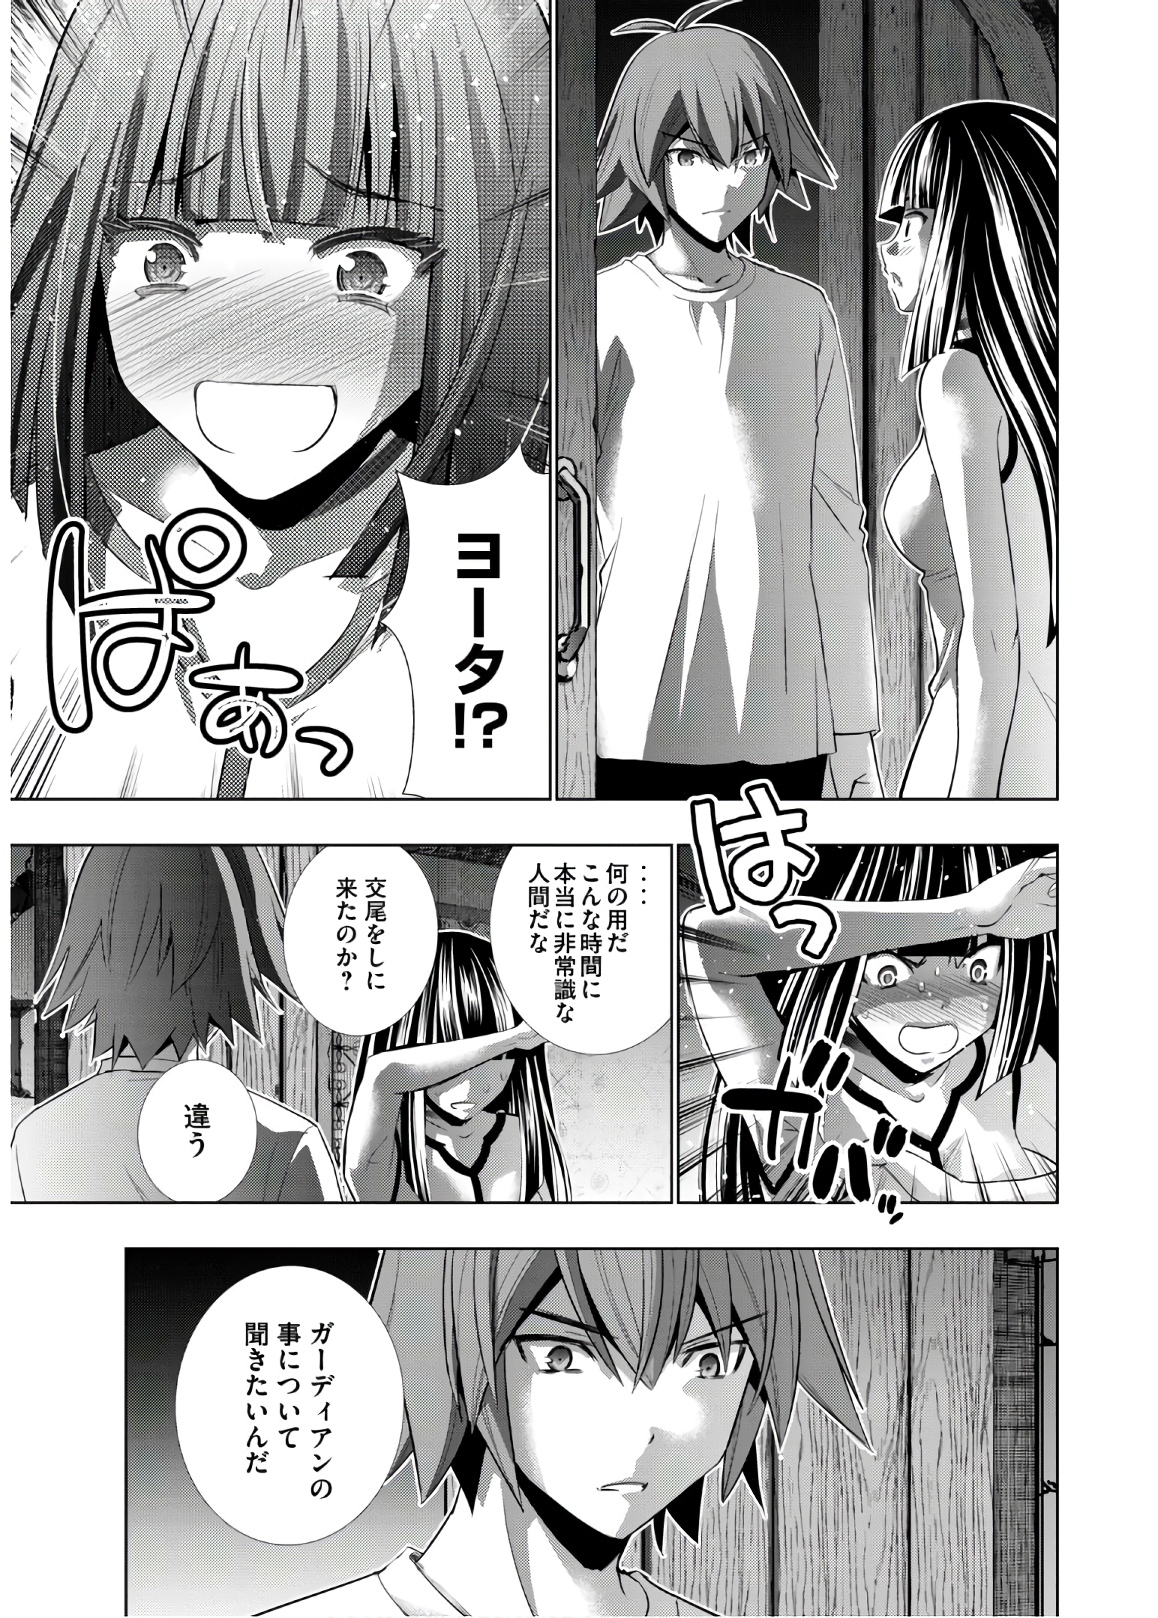 ヨータ!?
ぱぁっ
はっ
キッ
何の用だ
こんな時間に
本当に非常識な
人間だな
交尾をしに
来たのか？
違う
ガーディアンの
事について
聞きたいんだ